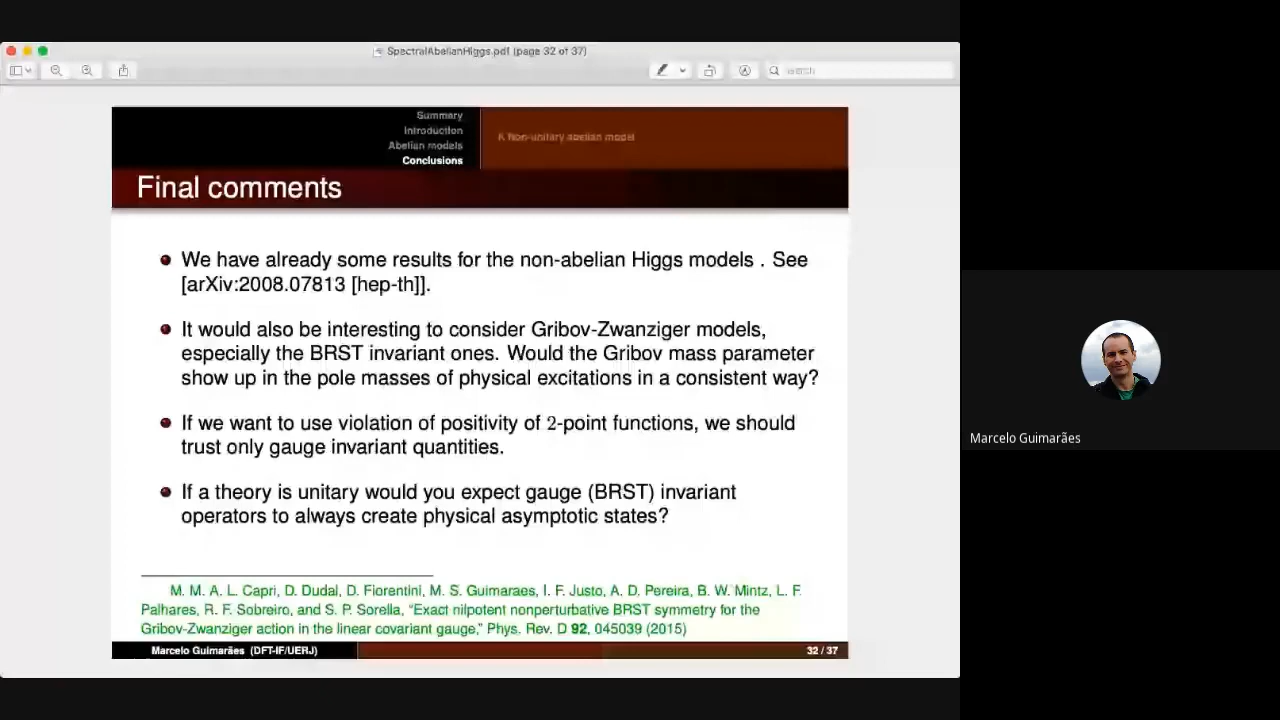 SpectralAbelianHiggs.pdf (page 32 of 37)
Search
Summary
Introduction
Abelian models
Conclusions
A Non-unitary abelian model
Final comments
We have already some results for the non-abelian Higgs models . See
[arXiv:2008.07813 [hep-th]].
It would also be interesting to consider Gribov-Zwanziger models,
especially the BRST invariant ones. Would the Gribov mass parameter
show up in the pole masses of physical excitations in a consistent way?
If we want to use violation of positivity of 2-point functions, we should
trust only gauge invariant quantities.
If a theory is unitary would you expect gauge (BRST) invariant
operators to always create physical asymptotic states?
M. M. A. L. Capri, D. Dudal, D. Fiorentini, M. S. Guimaraes, I. F. Justo, A. D. Pereira, B. W. Mintz, L. F.
Palhares, R. F. Sobreiro, and S. P. Sorella, "Exact nilpotent nonperturbative BRST symmetry for the
Gribov-Zwanziger action in the linear covariant gauge," Phys. Rev. D 92, 045039 (2015)
Marcelo Guimarães (DFT-IF/UERJ)
32 / 37
Marcelo Guimarães